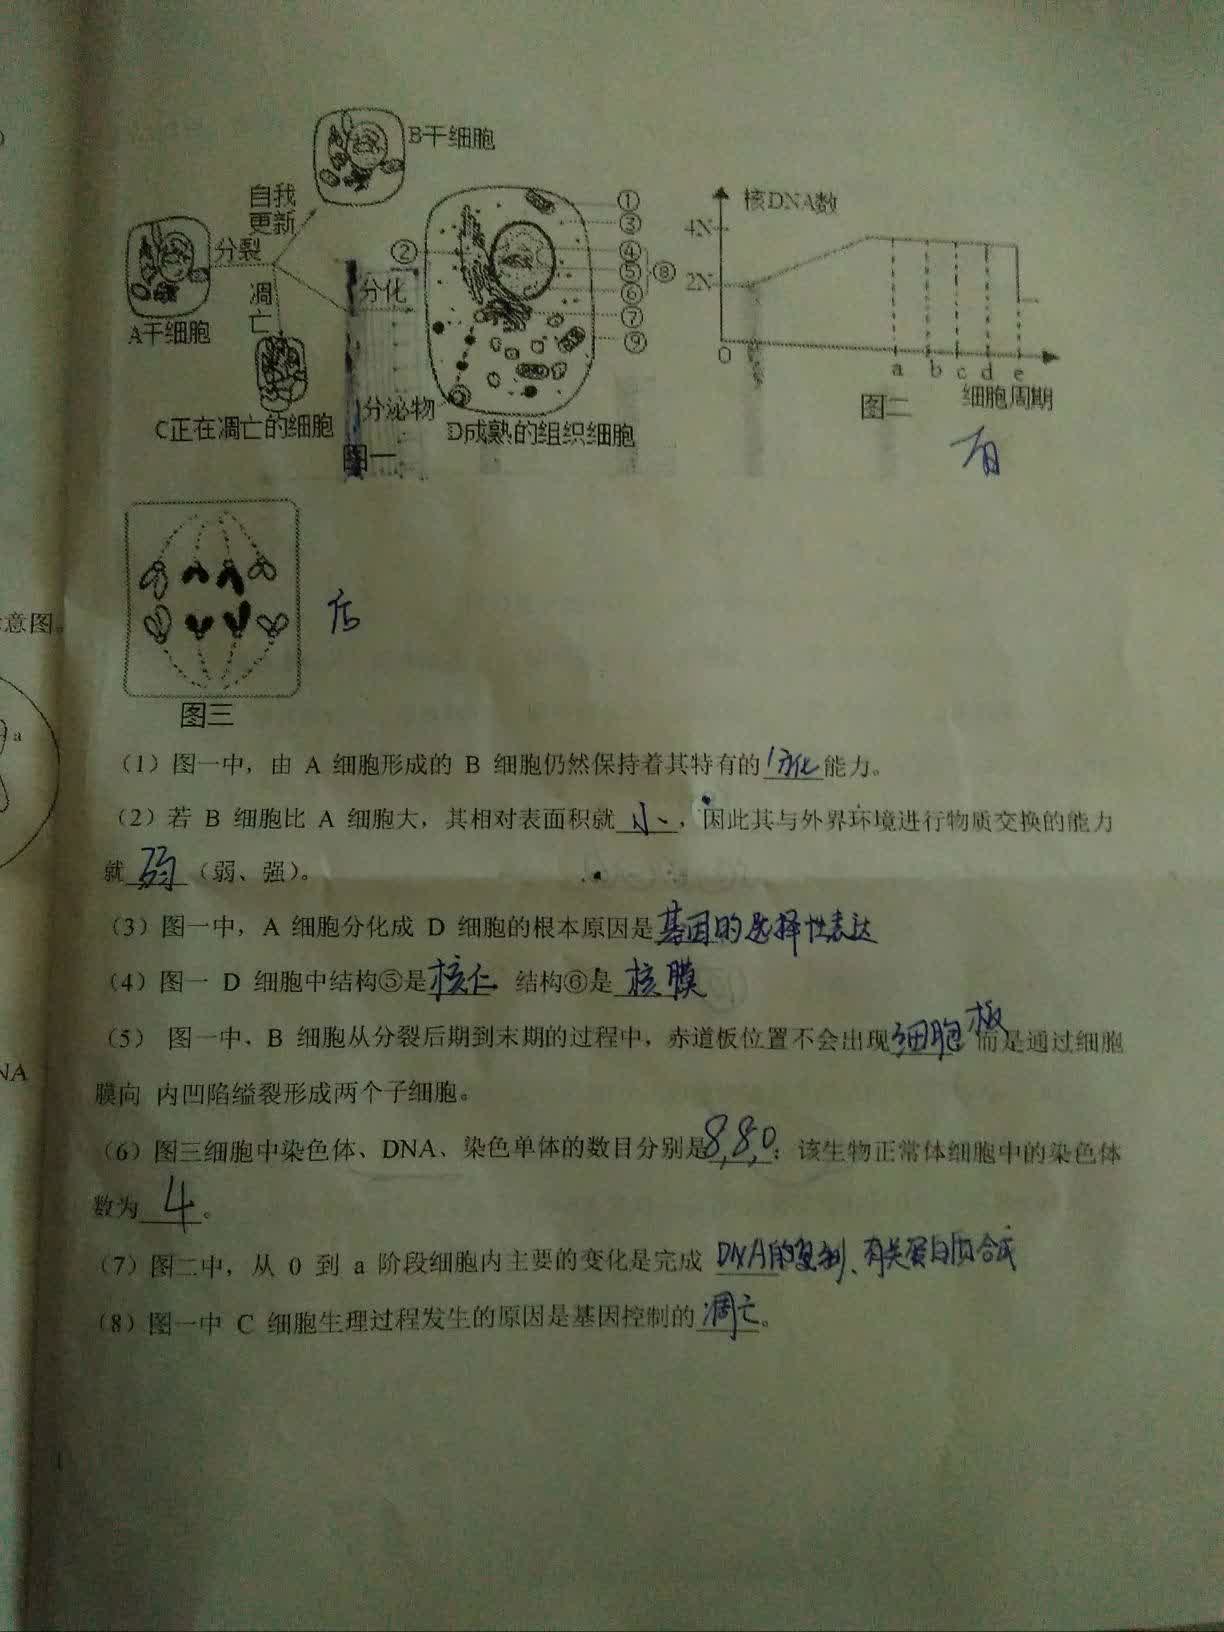 B干细胞
自我
更新
A干细胞
分裂
凋
亡
C正在凋亡的细胞
分化
分泌物
图一
D成熟的组织细胞
①
②
③
④
⑤
⑥
⑦
⑧
⑨
核DNA数
4N
2N
0
a b c d e
细胞周期
图二
有
意图。
a
后
图三
(1)图一中，由 A 细胞形成的 B 细胞仍然保持着其特有的分化能力。
(2)若 B 细胞比 A 细胞大，其相对表面积就小，因此其与外界环境进行物质交换的能力
就弱(弱、强)。
(3)图一中，A 细胞分化成 D 细胞的根本原因是基因的选择性表达
(4)图一 D 细胞中结构⑤是核仁 结构⑥是核膜
(5) 图一中，B 细胞从分裂后期到末期的过程中，赤道板位置不会出现细胞板而是通过细胞
膜向 内凹陷缢裂形成两个子细胞。
NA
(6)图三细胞中染色体、DNA、染色单体的数目分别是8,8,0；该生物正常体细胞中的染色体
数为4。
(7)图二中，从 0 到 a 阶段细胞内主要的变化是完成 DNA的复制、有关蛋白质合成
(8)图一中 C 细胞生理过程发生的原因是基因控制的凋亡。